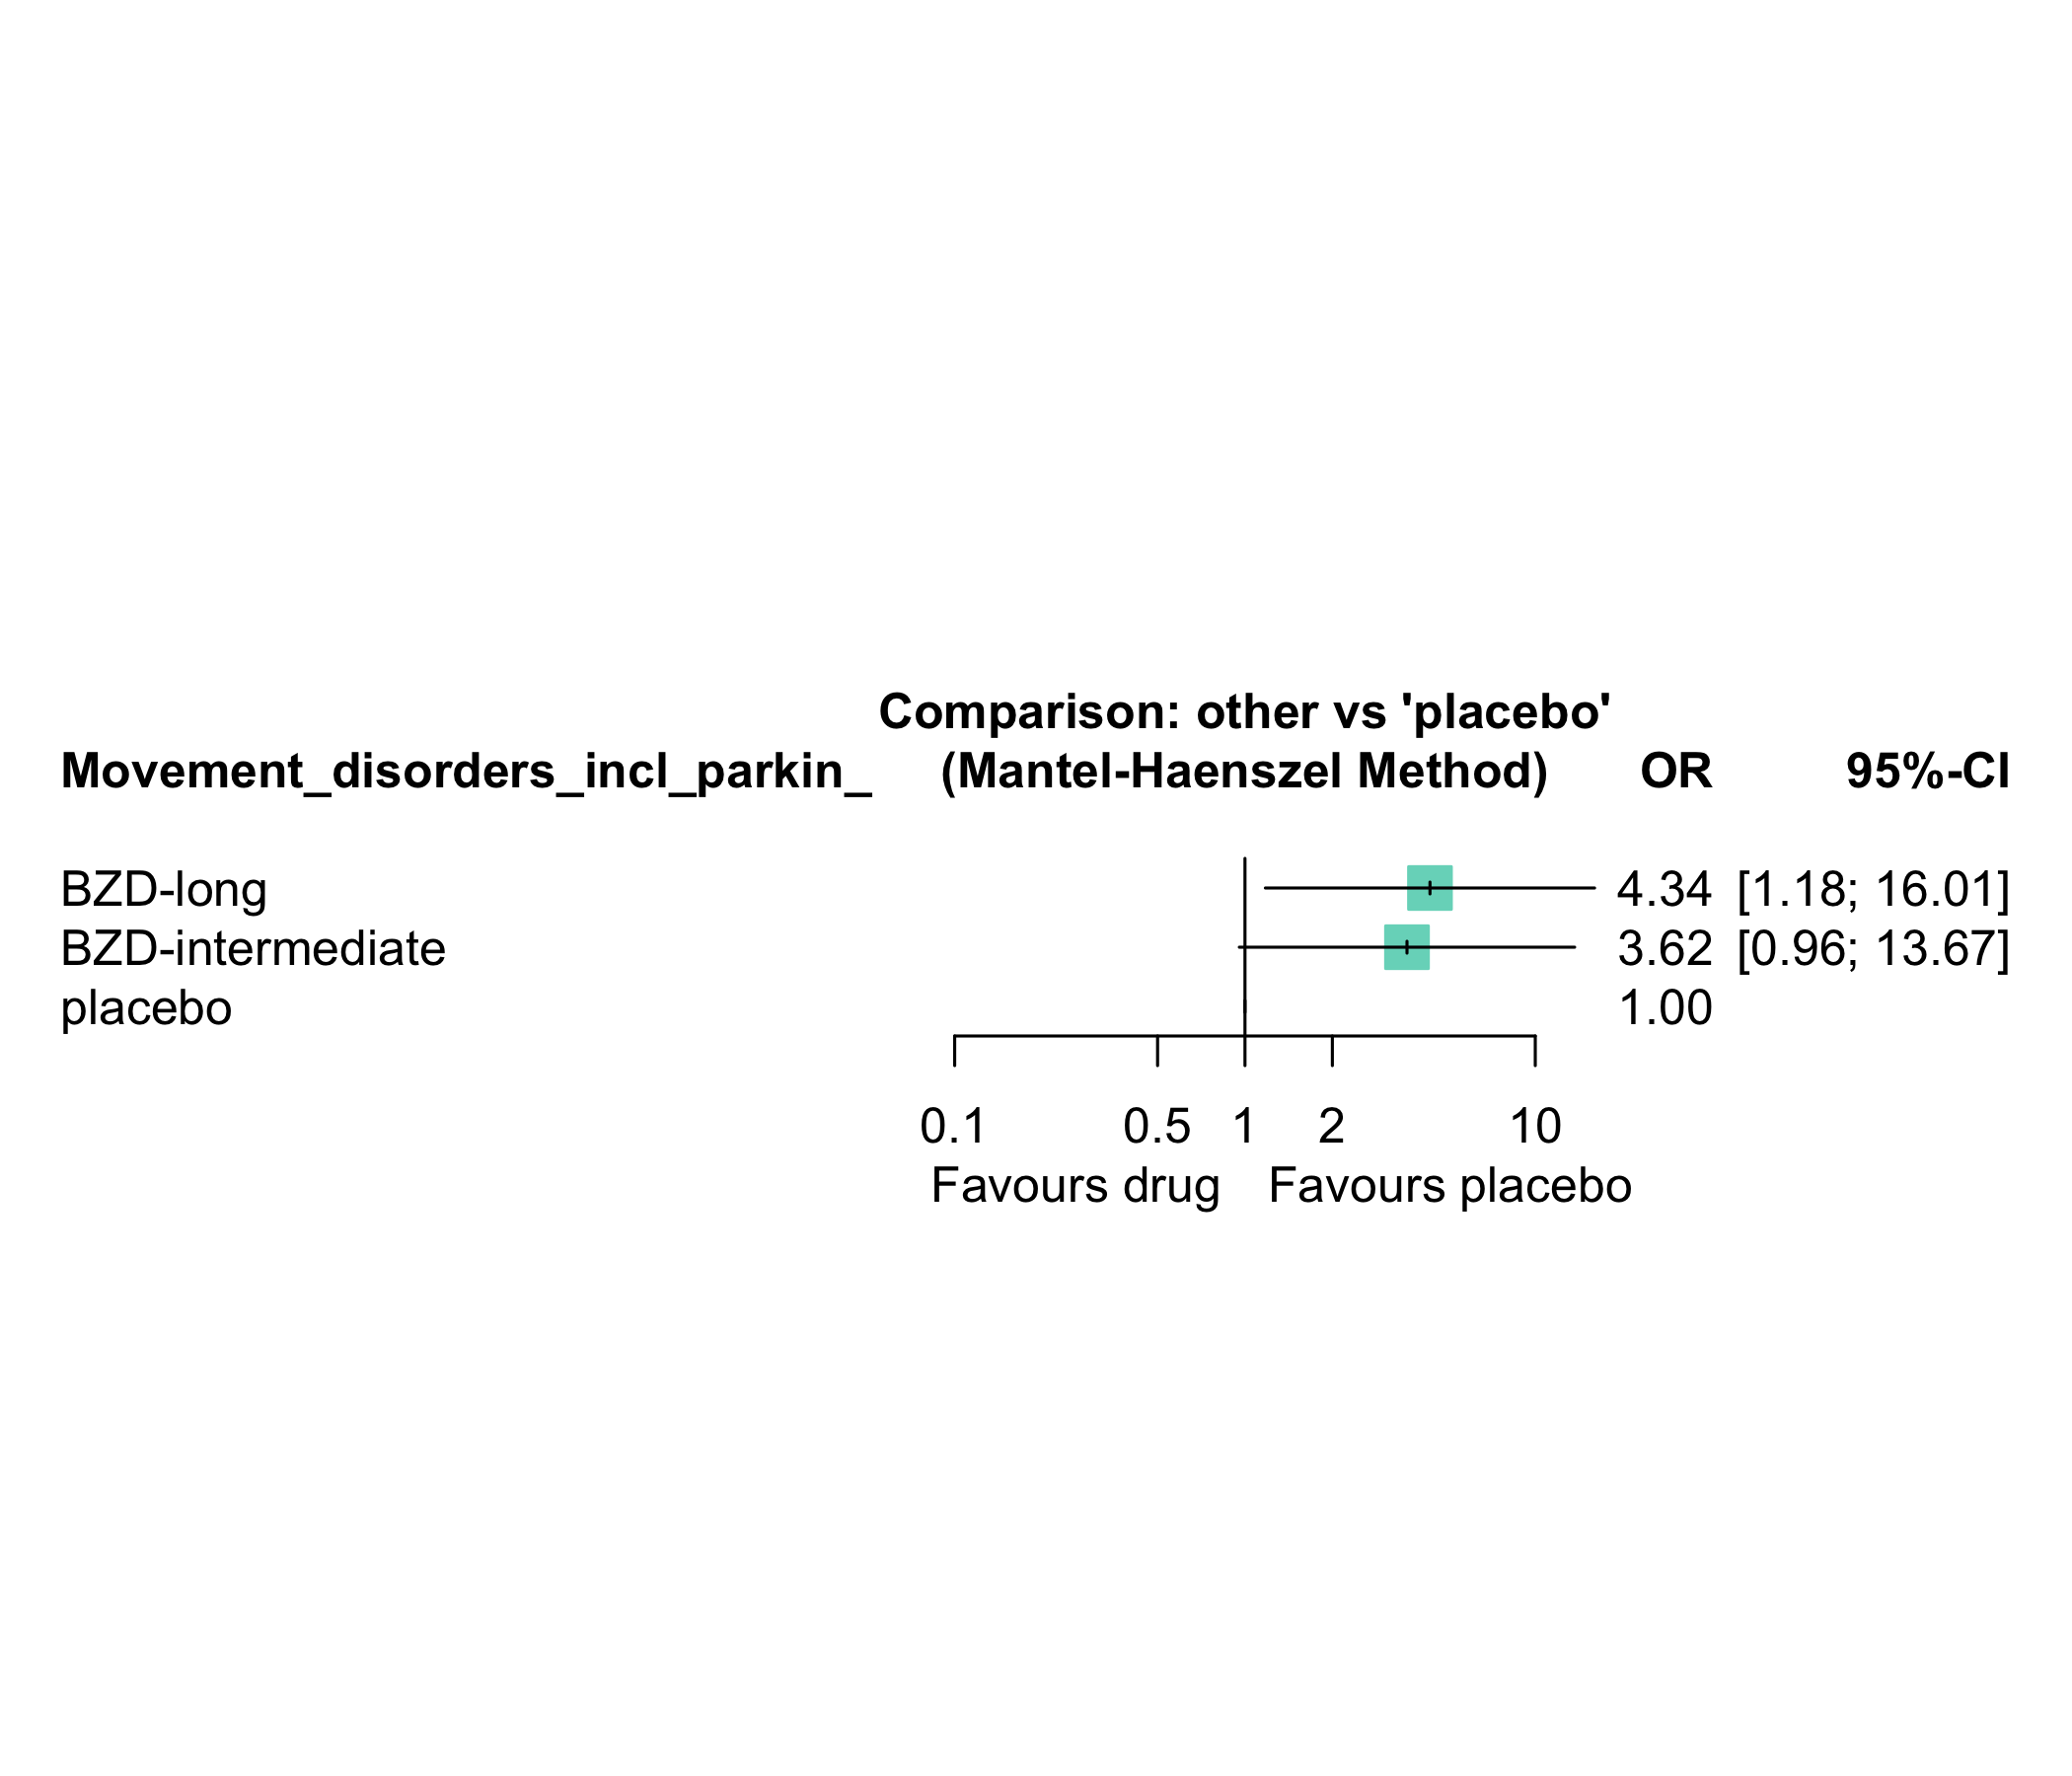 Comparison: other vs 'placebo'
Movement_disorders_incl_parkin_ (Mantel-Haenszel Method) OR 95%-CI
BZD-long 4.34 [1.18; 16.01]
BZD-intermediate 3.62 [0.96; 13.67]
placebo 1.00
0.1 0.5 1 2 10
Favours drug Favours placebo